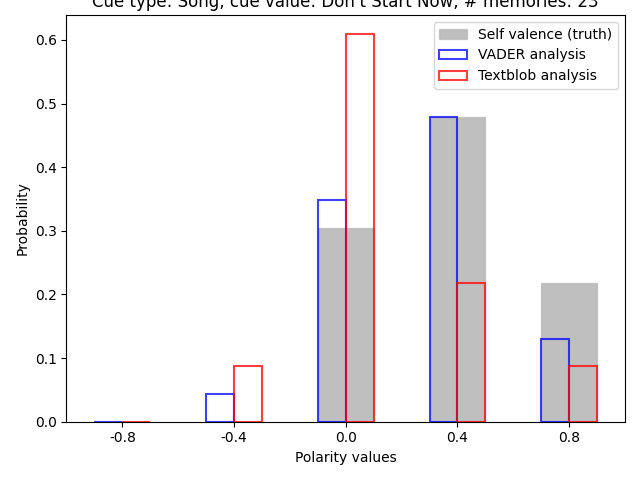 Cue type: Song, cue value: Don't Start Now, # memories: 23
Self valence (truth)
VADER analysis
Textblob analysis
0.6
0.5
0.4
0.3
0.2
0.1
0.0
Probability
-0.8 -0.4 0.0 0.4 0.8
Polarity values